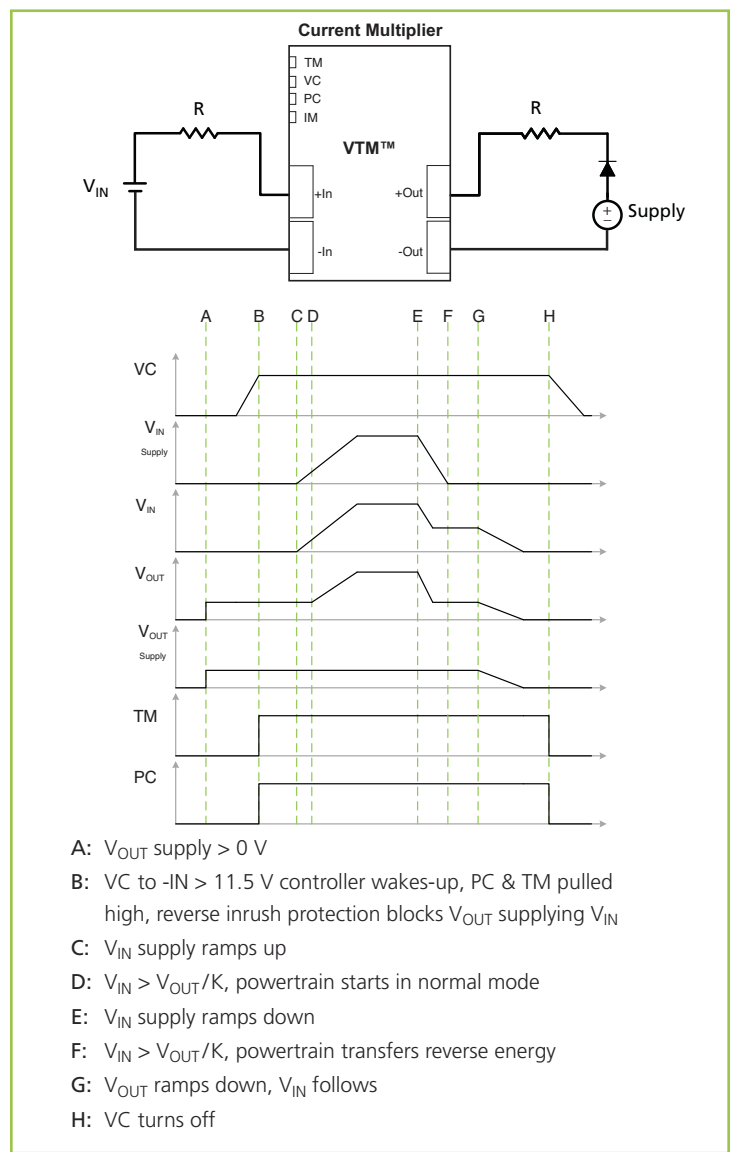 Current Multiplier
TM
VC
PC
IM
R
R
VTM™
VIN
+In
+Out
+
−
Supply
-In
-Out
A B C D E F G H
VC
VIN
Supply
VIN
VOUT
VOUT
Supply
TM
PC
A: VOUT supply > 0 V
B: VC to -IN > 11.5 V controller wakes-up, PC & TM pulled
high, reverse inrush protection blocks VOUT supplying VIN
C: VIN supply ramps up
D: VIN > VOUT/K, powertrain starts in normal mode
E: VIN supply ramps down
F: VIN > VOUT/K, powertrain transfers reverse energy
G: VOUT ramps down, VIN follows
H: VC turns off